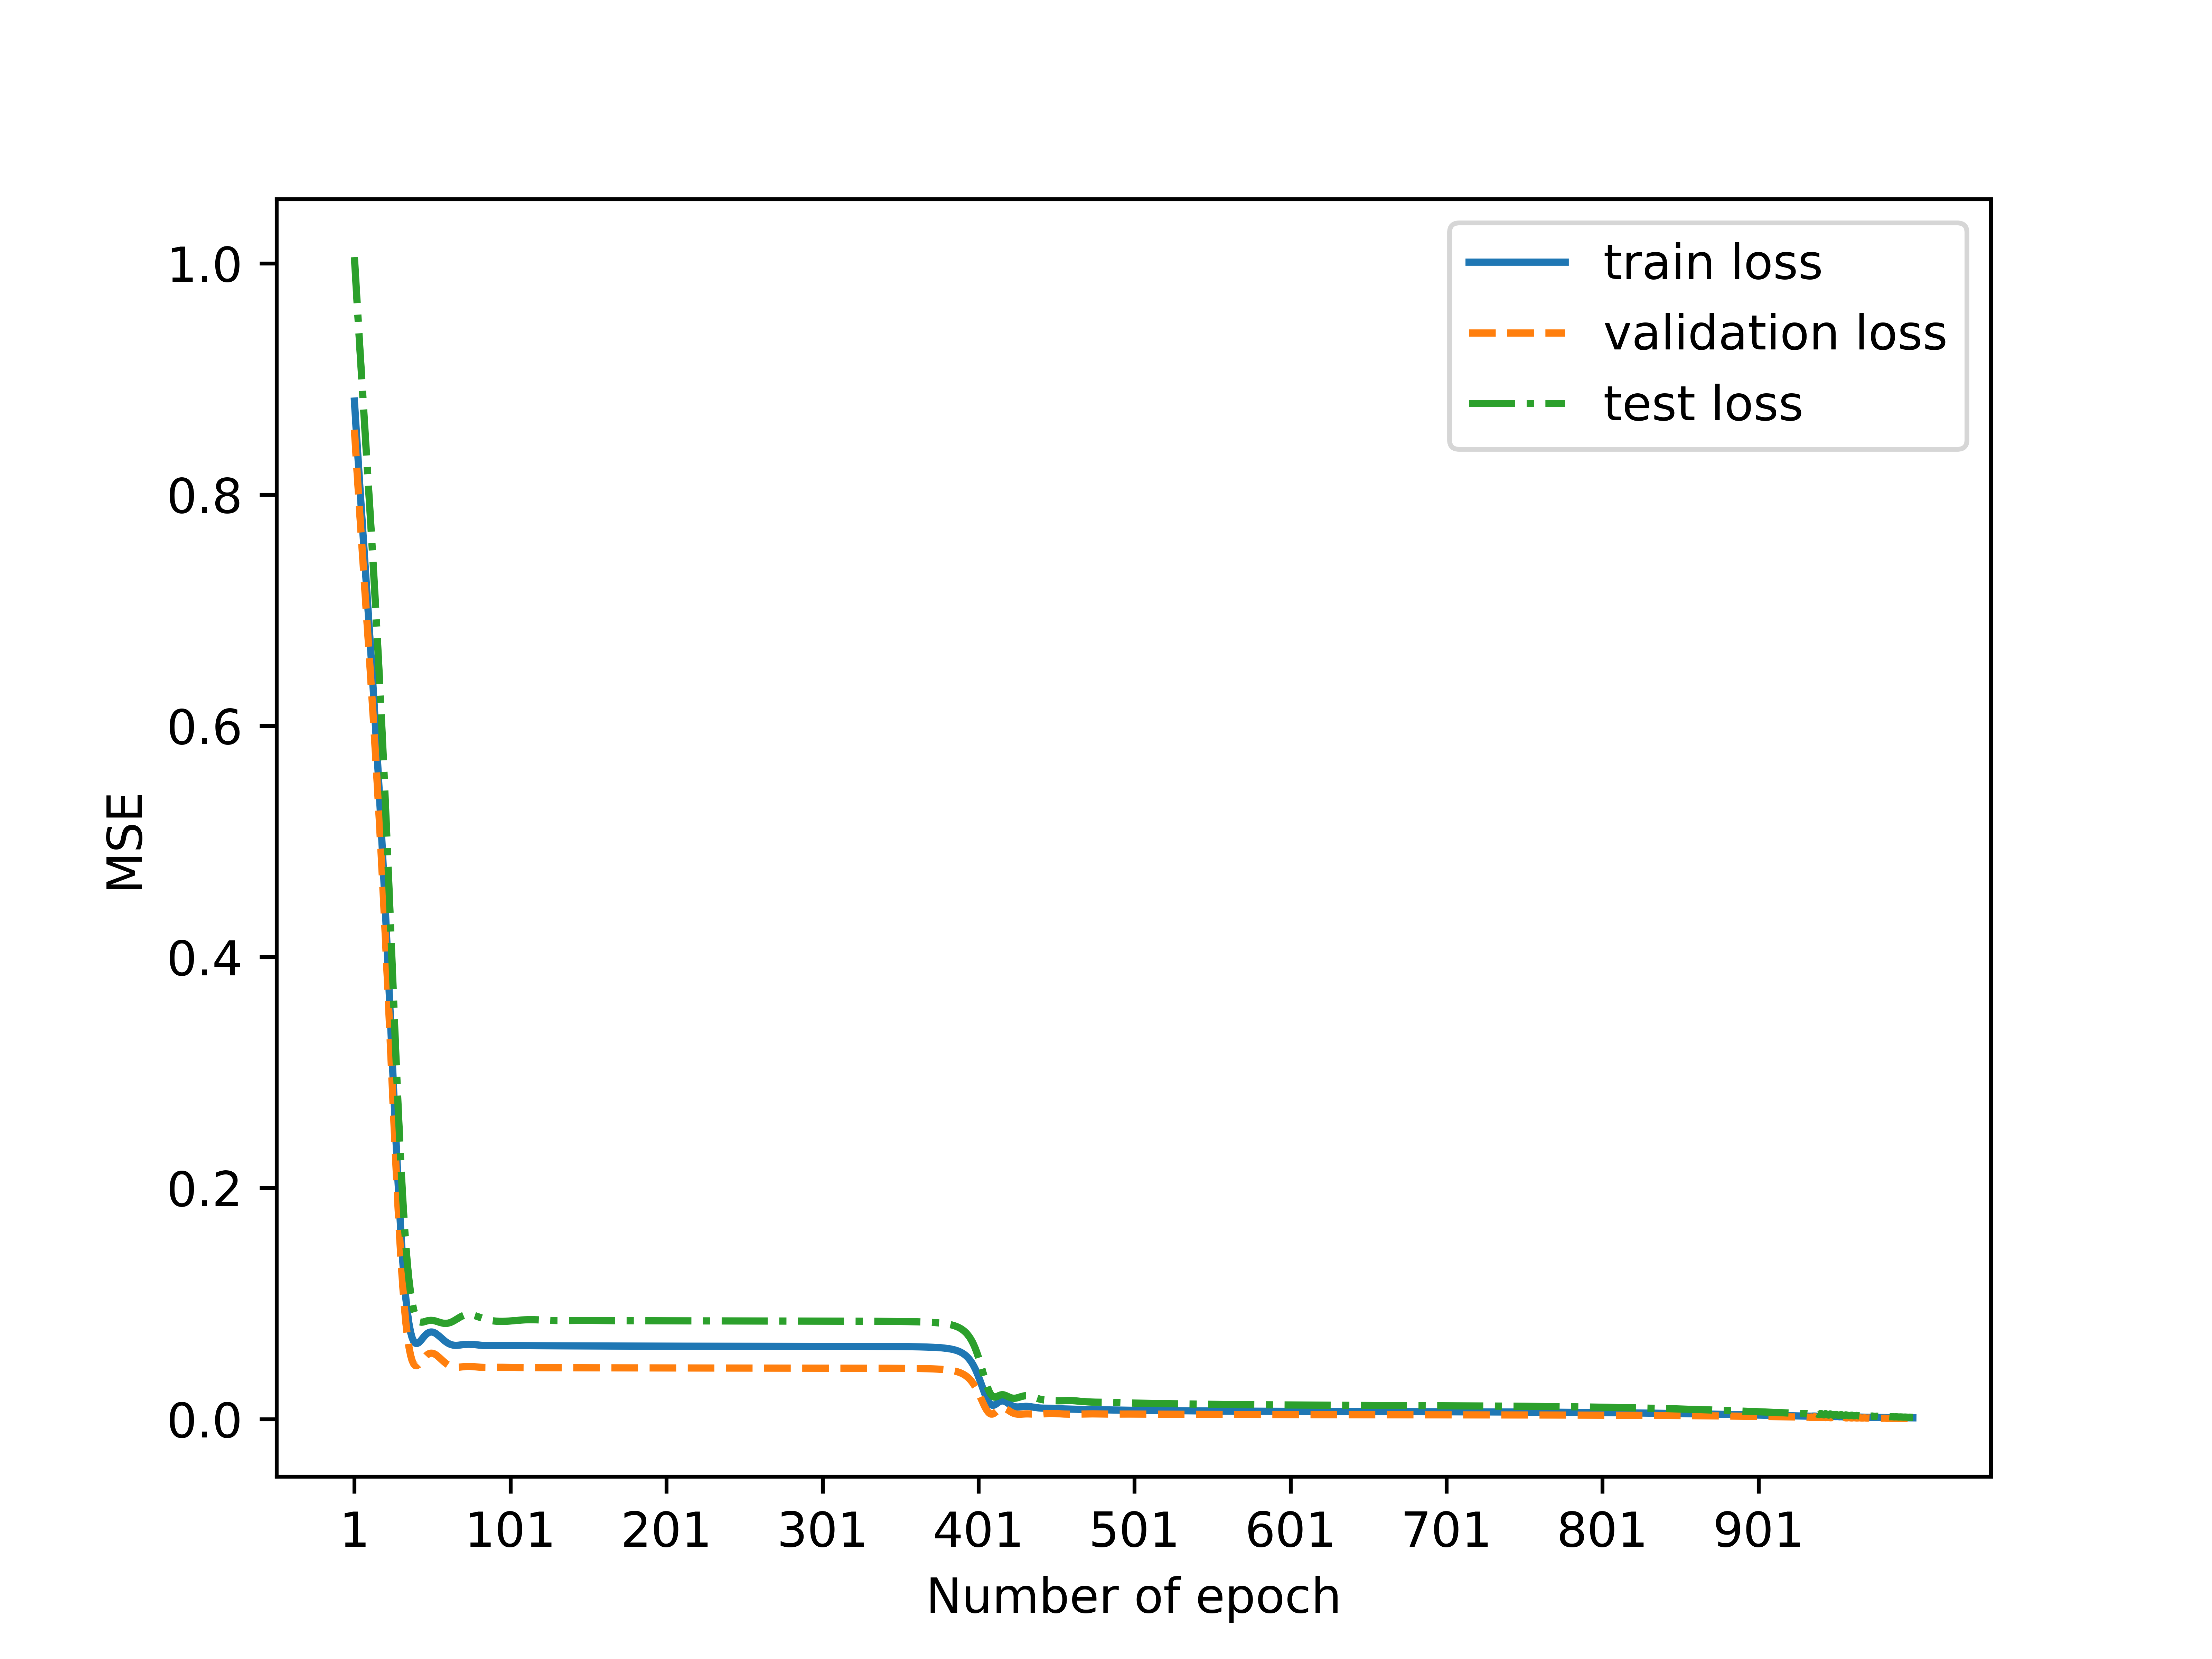 train loss
validation loss
test loss
1.0
0.8
0.6
0.4
0.2
0.0
MSE
1 101 201 301 401 501 601 701 801 901
Number of epoch